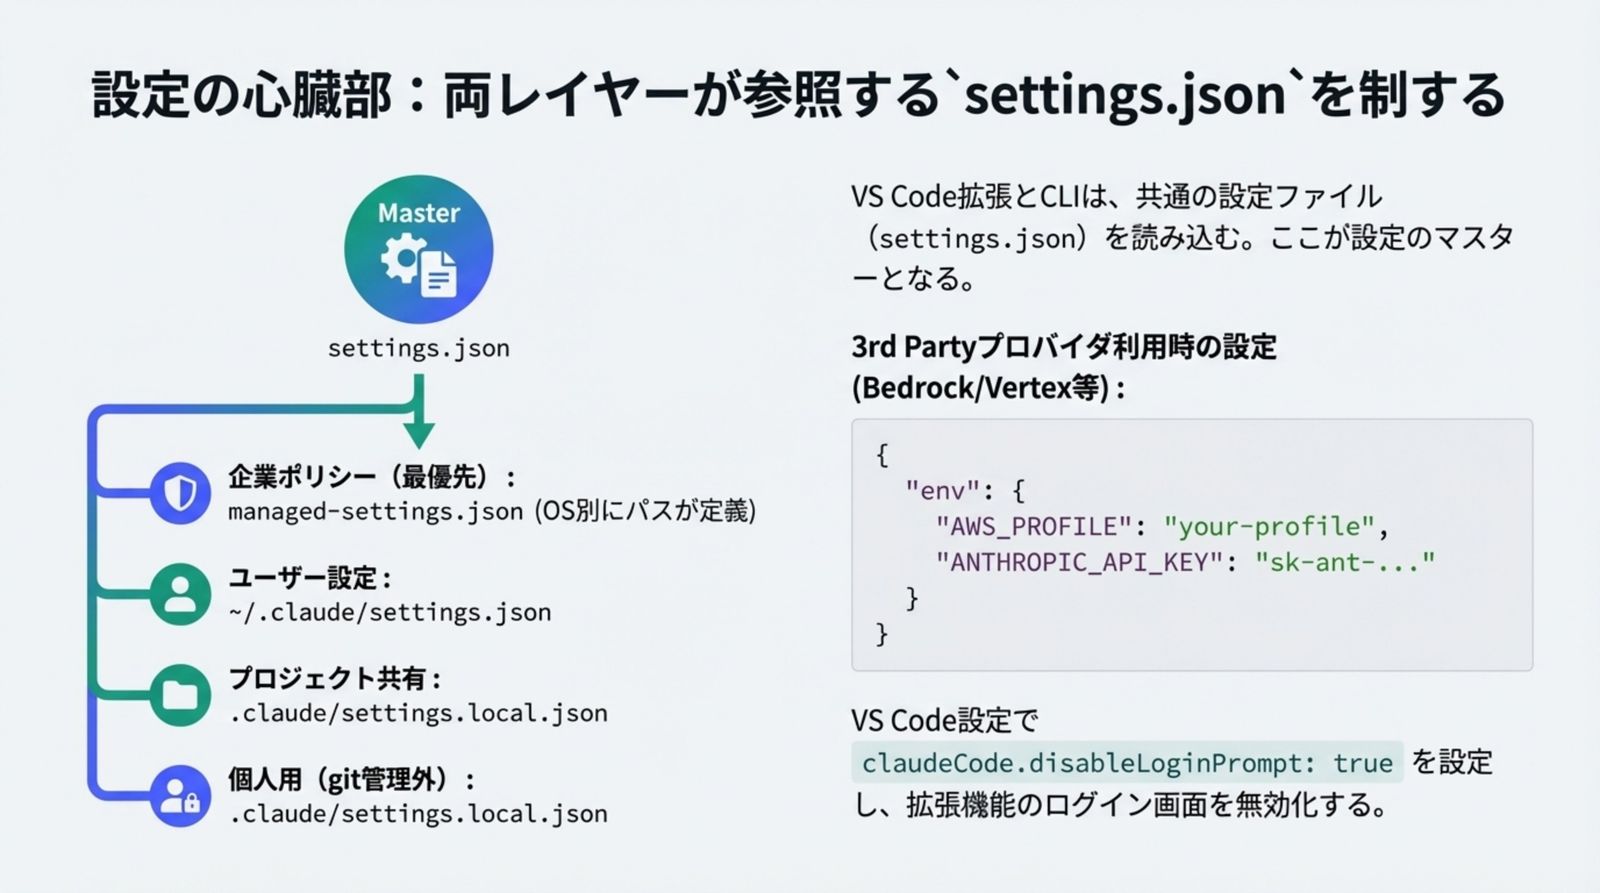 設定の心臓部：両レイヤーが参照する`settings.json`を制する
Master
settings.json
企業ポリシー（最優先）:
managed-settings.json (OS別にパスが定義)
ユーザー設定:
~/.claude/settings.json
プロジェクト共有:
.claude/settings.local.json
個人用（git管理外）:
.claude/settings.local.json
VS Code拡張とCLIは、共通の設定ファイル
（settings.json）を読み込む。ここが設定のマスタ
ーとなる。
3rd Partyプロバイダ利用時の設定
(Bedrock/Vertex等) :
{
"env": {
"AWS_PROFILE": "your-profile",
"ANTHROPIC_API_KEY": "sk-ant-..."
}
}
VS Code設定で
claudeCode.disableLoginPrompt: true を設定
し、拡張機能のログイン画面を無効化する。